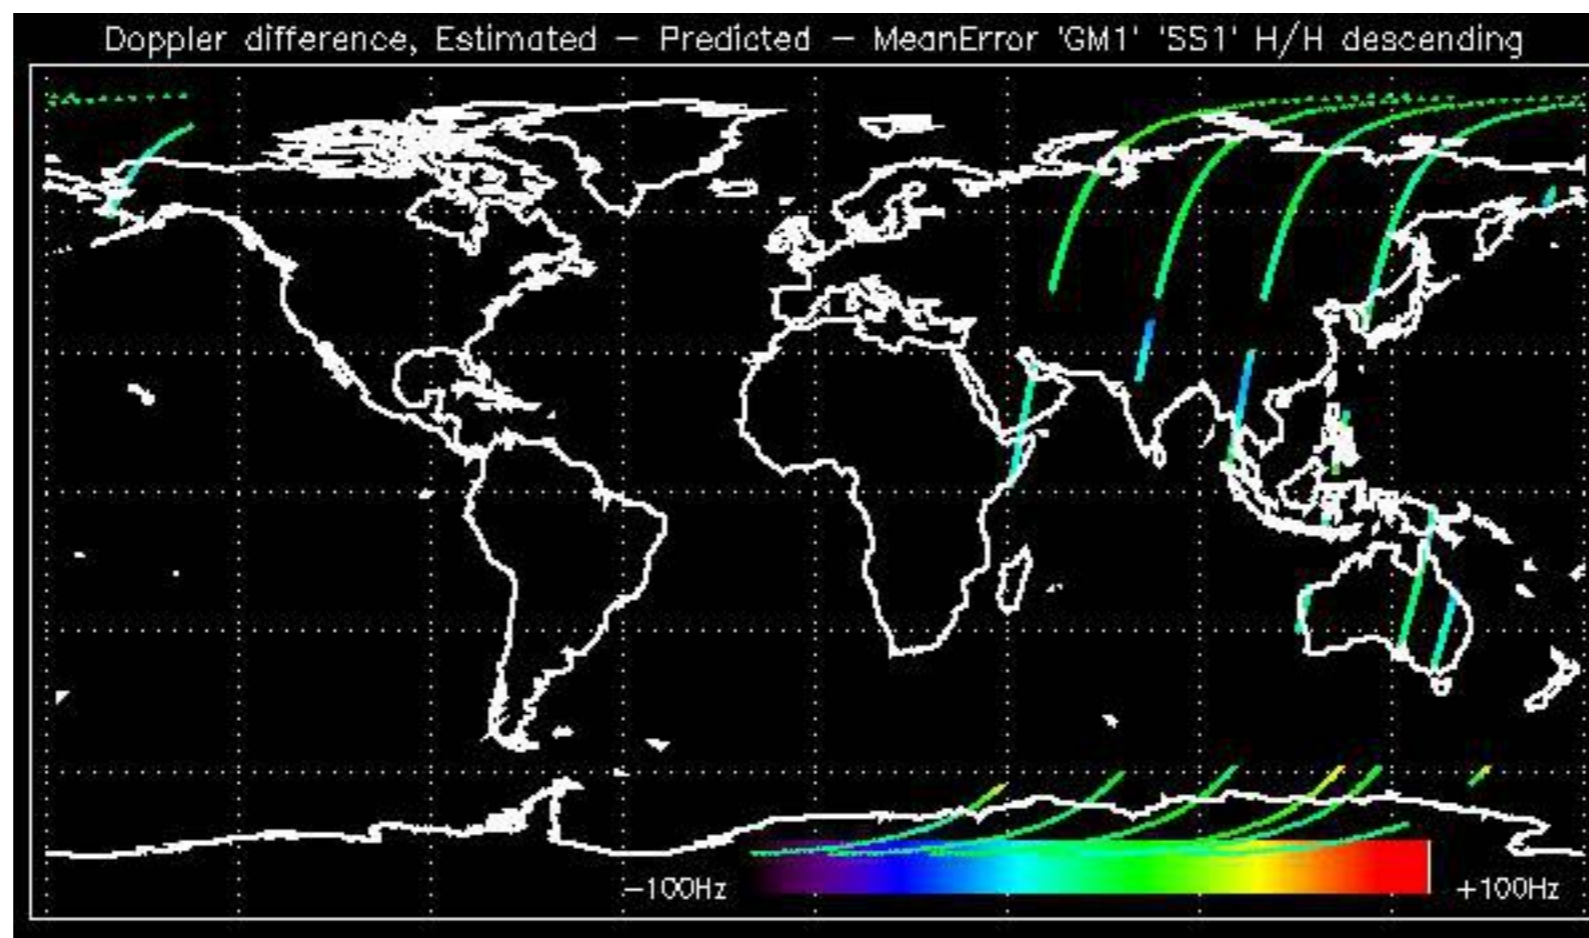 Doppler difference, Estimated – Predicted – MeanError 'GM1' 'SS1' H/H descending
−100Hz +100Hz